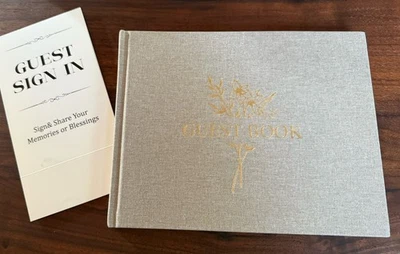 GUEST
SIGN IN
Sign& Share Your
Memories or Blessings
GUEST BOOK